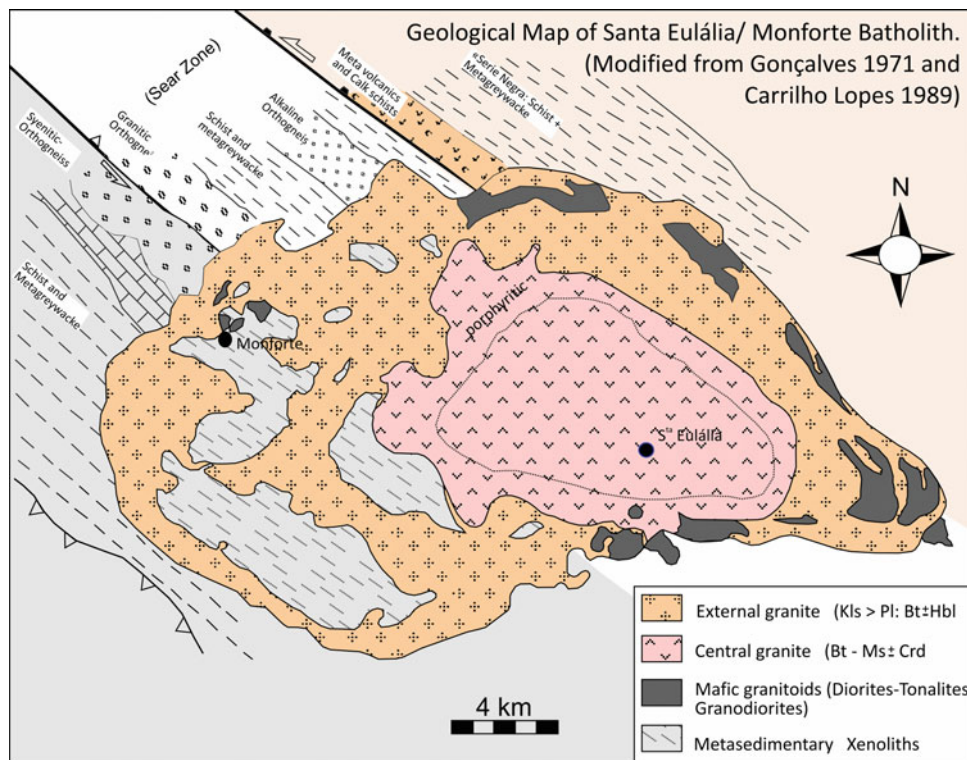 Geological Map of Santa Eulália/ Monforte Batholith.
(Modified from Gonçalves 1971 and
Carrilho Lopes 1989)
(Sear Zone)
Syenitic-
Orthogneiss
Granitic
Schist and
metagreywacke
Alkaline
Meta volcanics
and Calk schists
«Serie Negra: Schist +
Metagreywacke
Schist and
Metagreywacke
N
porphyritic
Monforte
Sta Eulália
4 km
External granite (Kls > Pl: Bt±Hbl
Central granite (Bt - Ms± Crd
Mafic granitoids (Diorites-Tonalites
Granodiorites)
Metasedimentary Xenoliths